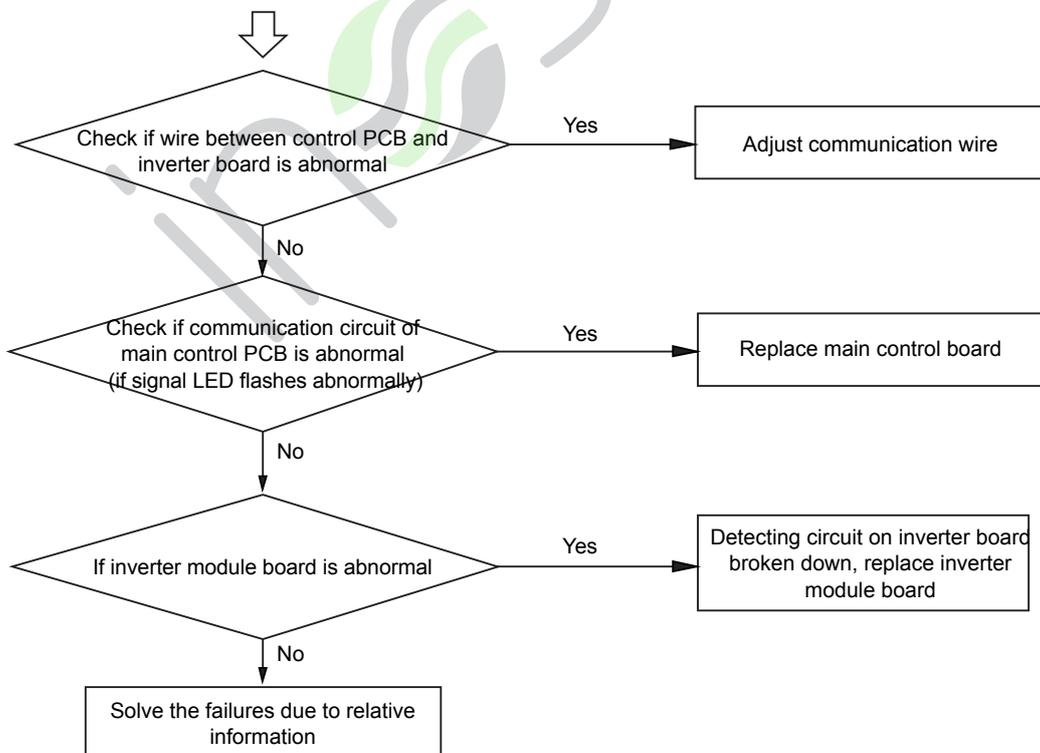 Check if wire between control PCB and
inverter board is abnormal
Yes
Adjust communication wire
No
Check if communication circuit of
main control PCB is abnormal
(if signal LED flashes abnormally)
Yes
Replace main control board
No
If inverter module board is abnormal
Yes
Detecting circuit on inverter board
broken down, replace inverter
module board
No
Solve the failures due to relative
information